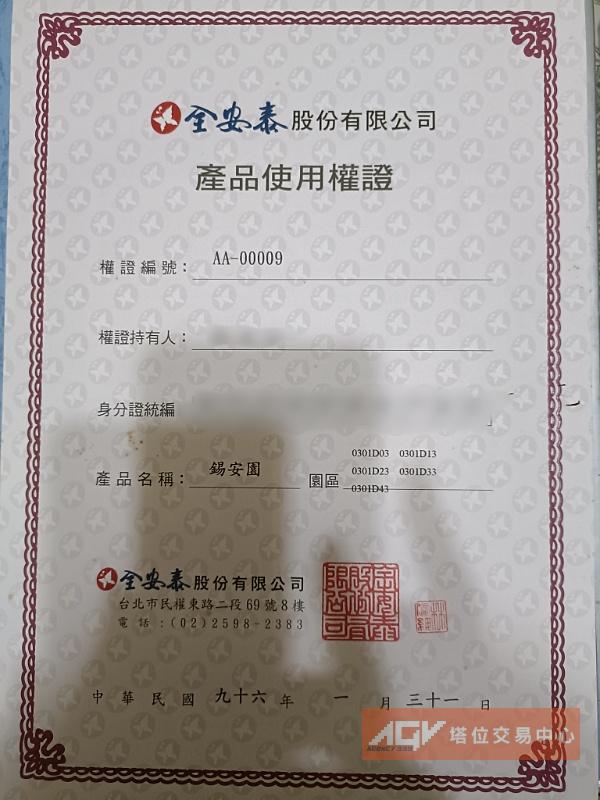 全安泰股份有限公司
產品使用權證
權證編號：AA-00009
權證持有人：
身分證統編
產品名稱：錫安園 園區 0301D03 0301D13
0301D23 0301D33
0301D43
全安泰股份有限公司
台北市民權東路二段69號8樓
電話：(02)2598-2383
中華民國九十六年一月三十一日
AGV 塔位交易中心